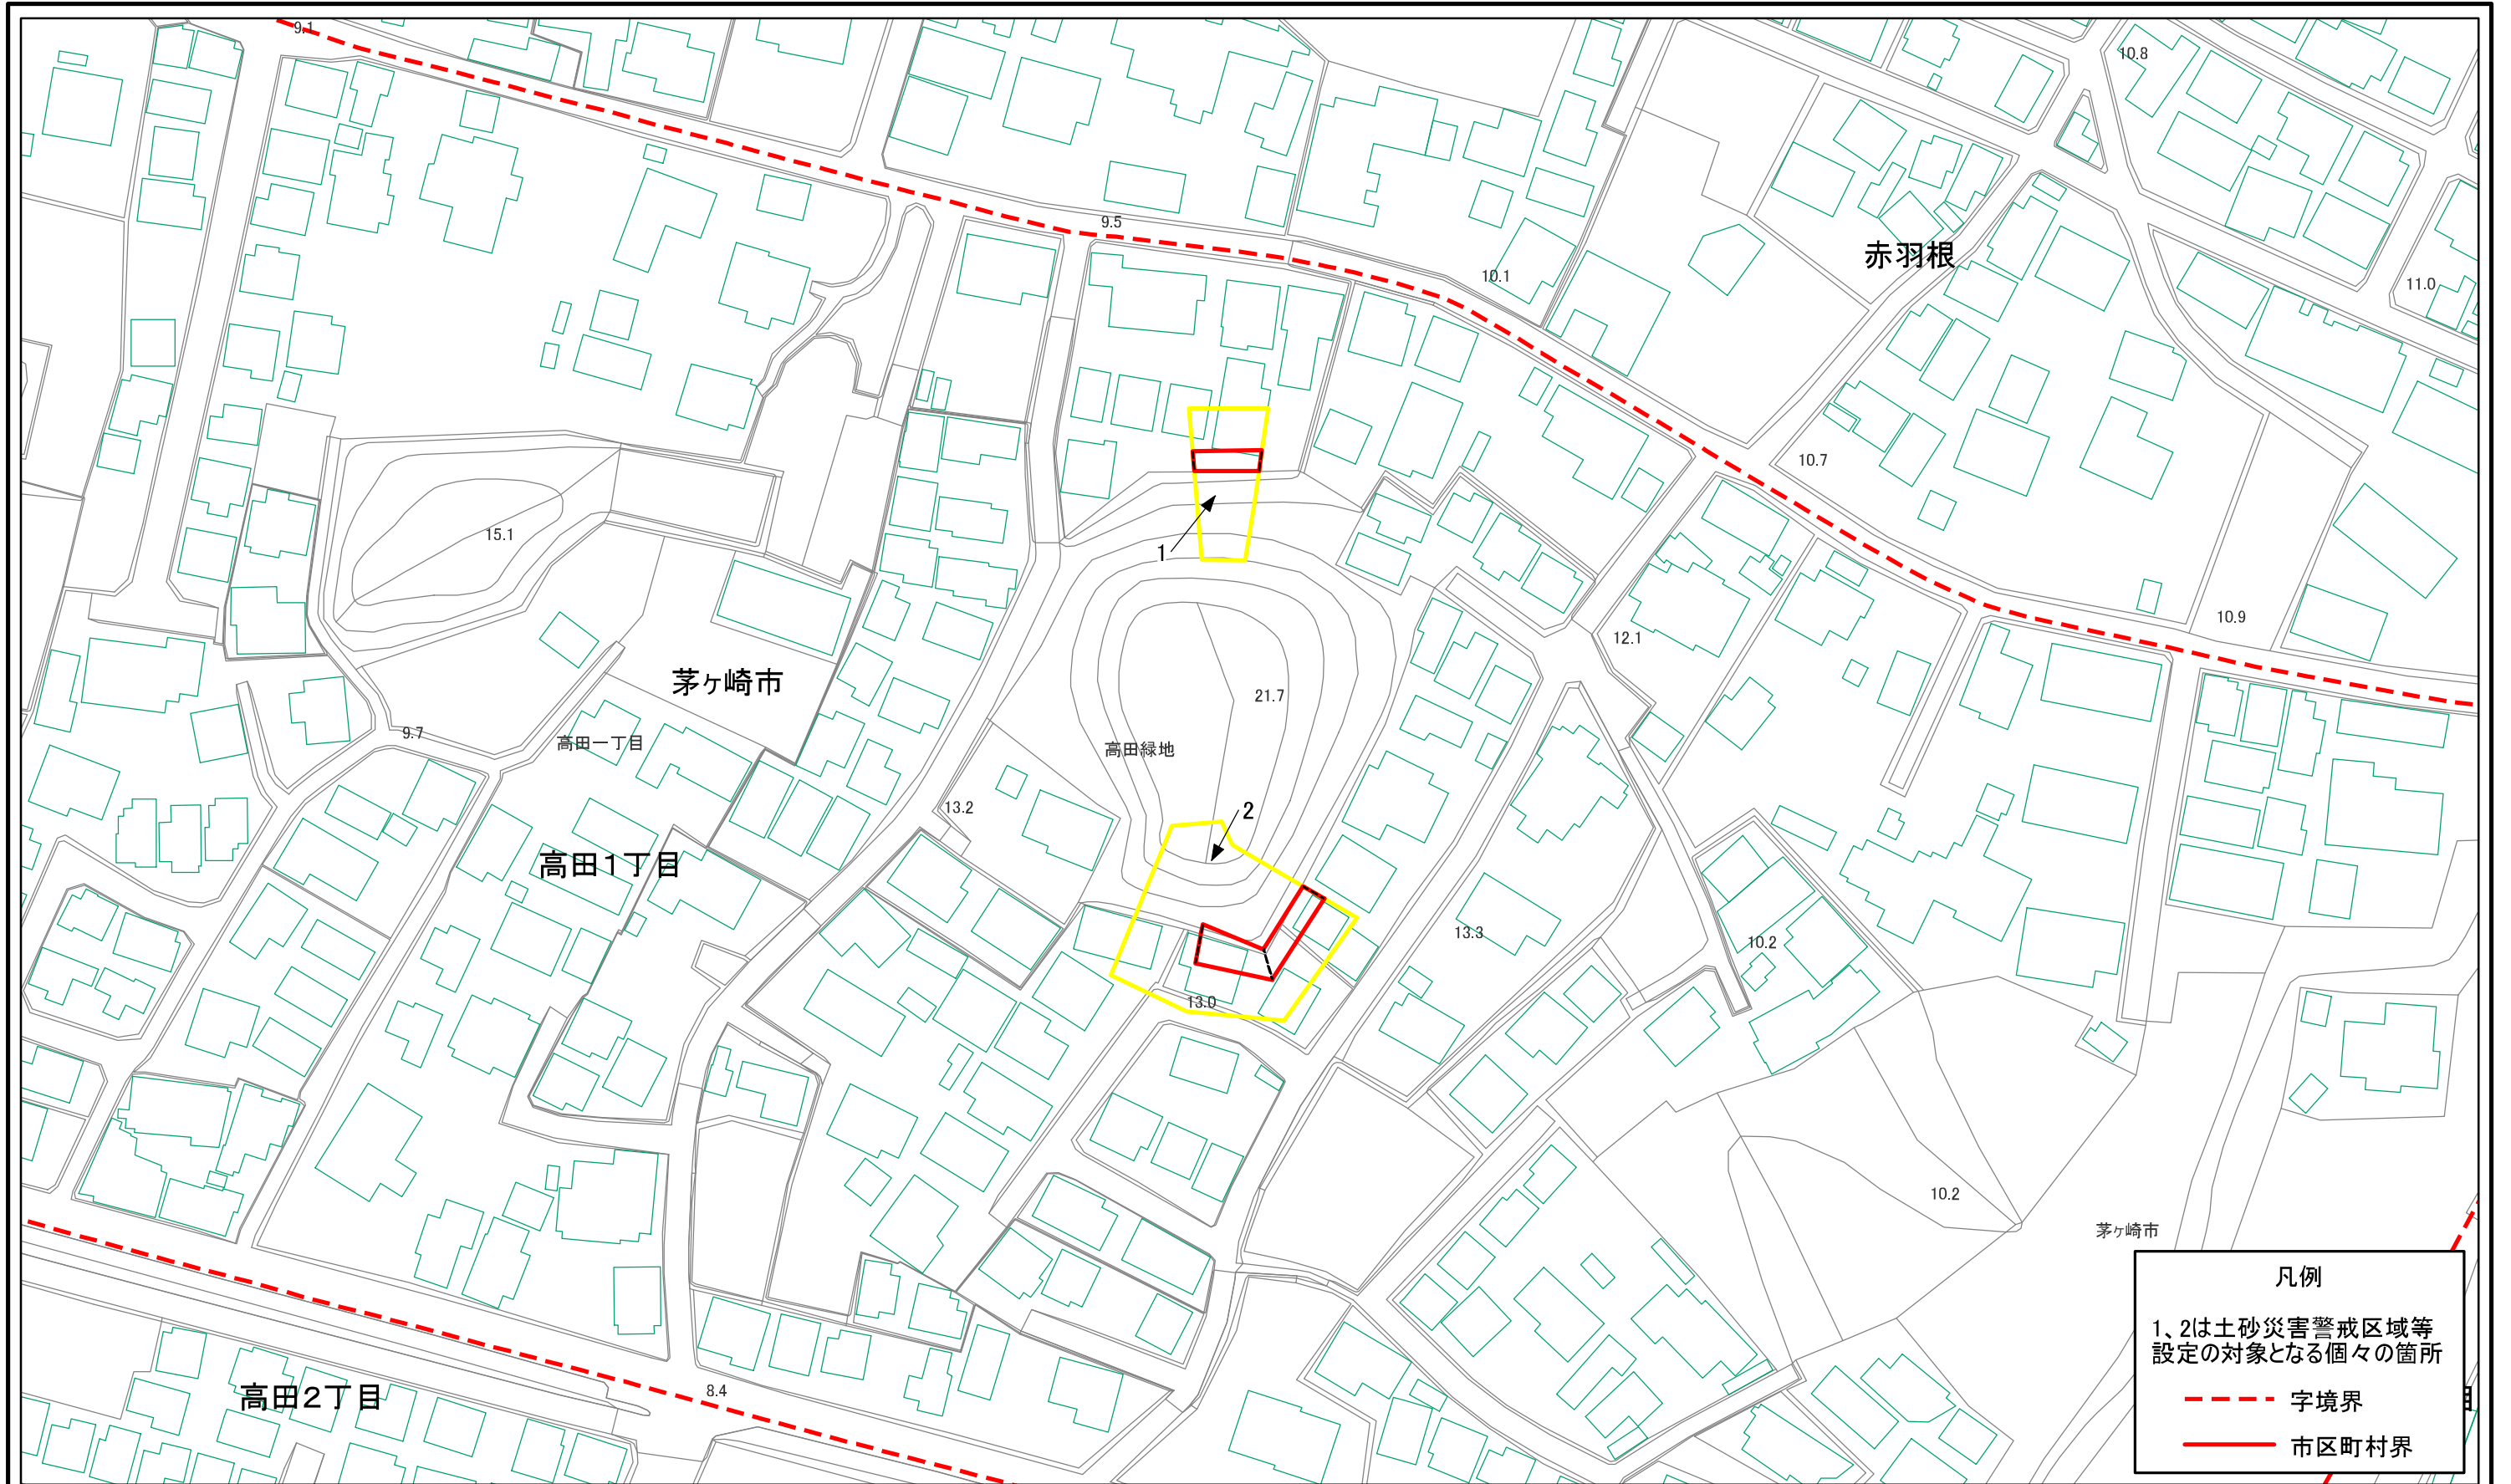 9.1
10.8
9.5
赤羽根
10.1
11.0
10.7
15.1
1
10.9
12.1
茅ヶ崎市
21.7
9.7
高田一丁目
高田緑地
13.2
2
高田1丁目
13.3
10.2
13.0
10.2
茅ヶ崎市
凡例
1、2は土砂災害警戒区域等
設定の対象となる個々の箇所
字境界
市区町村界
8.4
高田2丁目